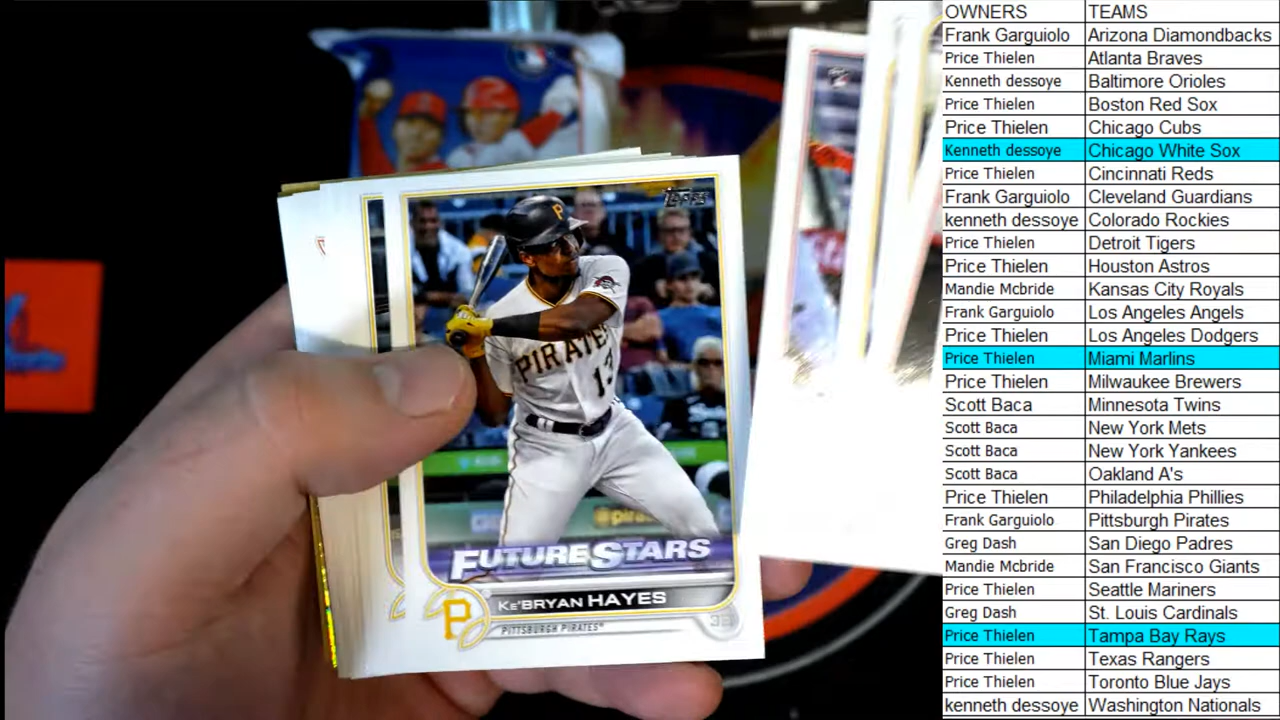 TOPPS
P
PIRATES
13
FUTURE STARS
P
KE'BRYAN HAYES
PITTSBURGH PIRATES®
3B
OWNERS TEAMS
Frank Garguiolo Arizona Diamondbacks
Price Thielen Atlanta Braves
Kenneth dessoye Baltimore Orioles
Price Thielen Boston Red Sox
Price Thielen Chicago Cubs
Kenneth dessoye Chicago White Sox
Price Thielen Cincinnati Reds
Frank Garguiolo Cleveland Guardians
kenneth dessoye Colorado Rockies
Price Thielen Detroit Tigers
Price Thielen Houston Astros
Mandie Mcbride Kansas City Royals
Frank Garguiolo Los Angeles Angels
Price Thielen Los Angeles Dodgers
Price Thielen Miami Marlins
Price Thielen Milwaukee Brewers
Scott Baca Minnesota Twins
Scott Baca New York Mets
Scott Baca New York Yankees
Scott Baca Oakland A's
Price Thielen Philadelphia Phillies
Frank Garguiolo Pittsburgh Pirates
Greg Dash San Diego Padres
Mandie Mcbride San Francisco Giants
Price Thielen Seattle Mariners
Greg Dash St. Louis Cardinals
Price Thielen Tampa Bay Rays
Price Thielen Texas Rangers
Price Thielen Toronto Blue Jays
kenneth dessoye Washington Nationals